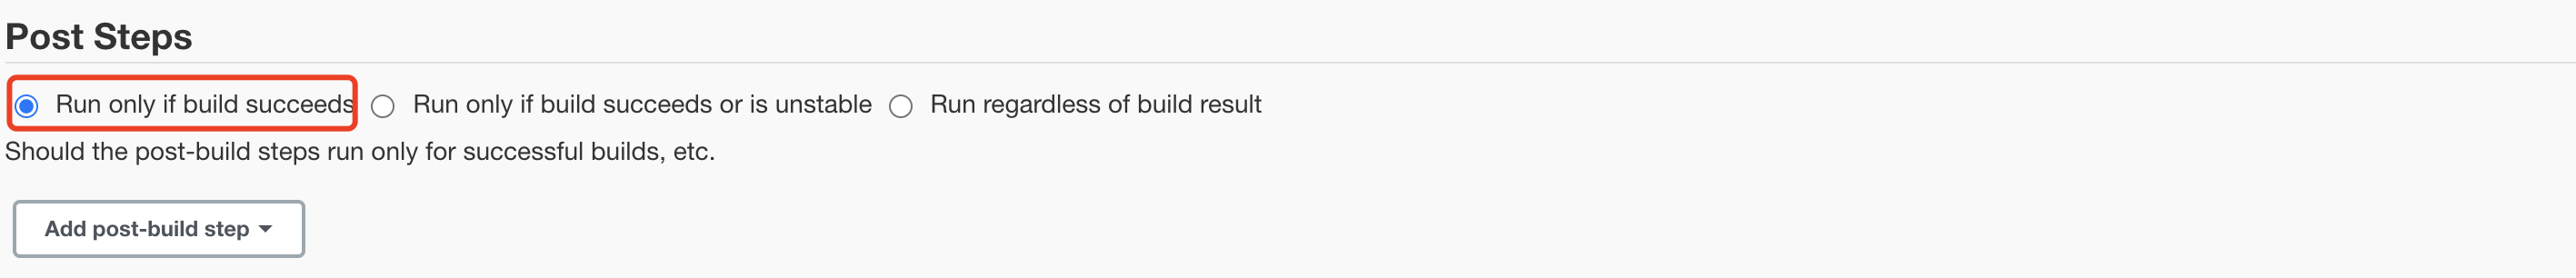 Post Steps
Run only if build succeeds Run only if build succeeds or is unstable Run regardless of build result
Should the post-build steps run only for successful builds, etc.
Add post-build step